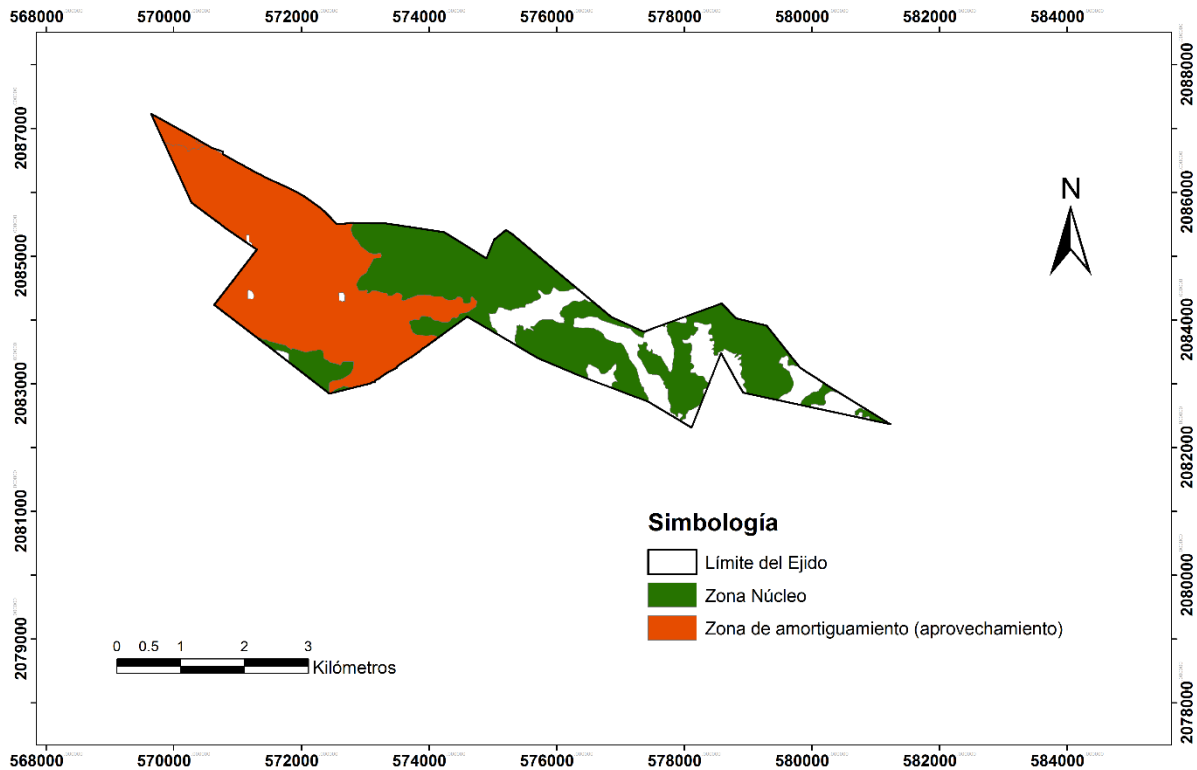 568000 570000 572000 574000 576000 578000 580000 582000 584000
2087000
2085000
2083000
2081000
2079000
2088000
2086000
2084000
2082000
2080000
2078000
N
Simbología
Límite del Ejido
Zona Núcleo
Zona de amortiguamiento (aprovechamiento)
0 0.5 1 2 3
Kilómetros
568000 570000 572000 574000 576000 578000 580000 582000 584000